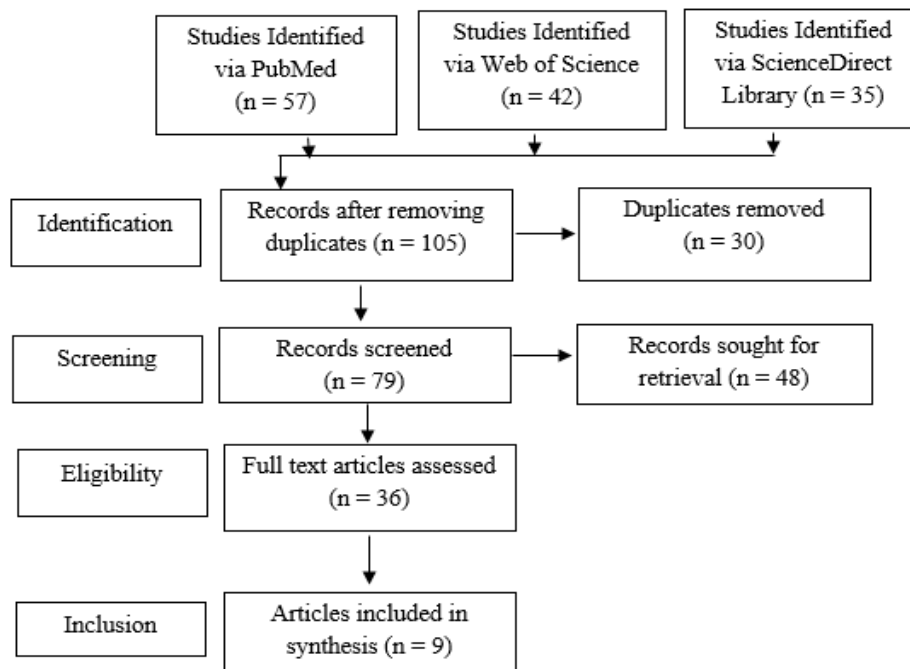 Studies Identified
via PubMed
(n = 57)
Studies Identified
via Web of Science
(n = 42)
Studies Identified
via ScienceDirect
Library (n = 35)
Identification
Records after removing
duplicates (n = 105)
Duplicates removed
(n = 30)
Screening
Records screened
(n = 79)
Records sought for
retrieval (n = 48)
Eligibility
Full text articles assessed
(n = 36)
Inclusion
Articles included in
synthesis (n = 9)